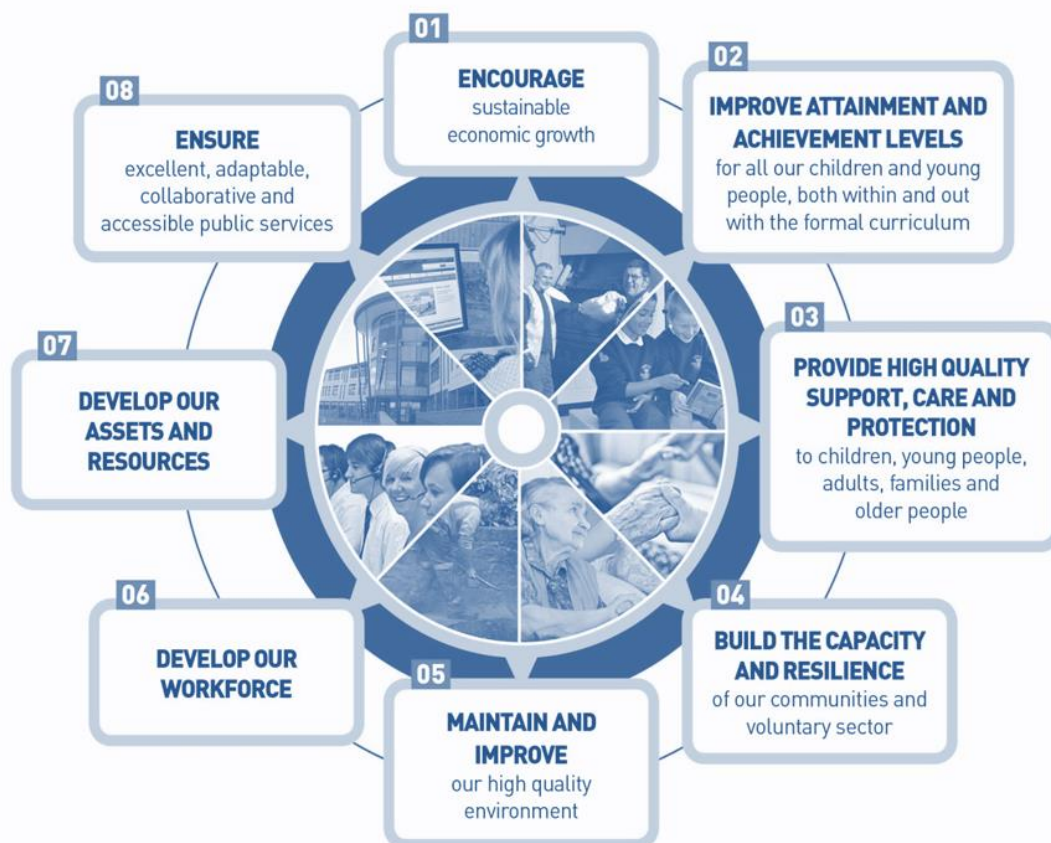 01
ENCOURAGE
sustainable
economic growth
02
IMPROVE ATTAINMENT AND
ACHIEVEMENT LEVELS
for all our children and young
people, both within and out
with the formal curriculum
03
PROVIDE HIGH QUALITY
SUPPORT, CARE AND
PROTECTION
to children, young people,
adults, families and
older people
04
BUILD THE CAPACITY
AND RESILIENCE
of our communities and
voluntary sector
05
MAINTAIN AND
IMPROVE
our high quality
environment
06
DEVELOP OUR
WORKFORCE
07
DEVELOP OUR
ASSETS AND
RESOURCES
08
ENSURE
excellent, adaptable,
collaborative and
accessible public services